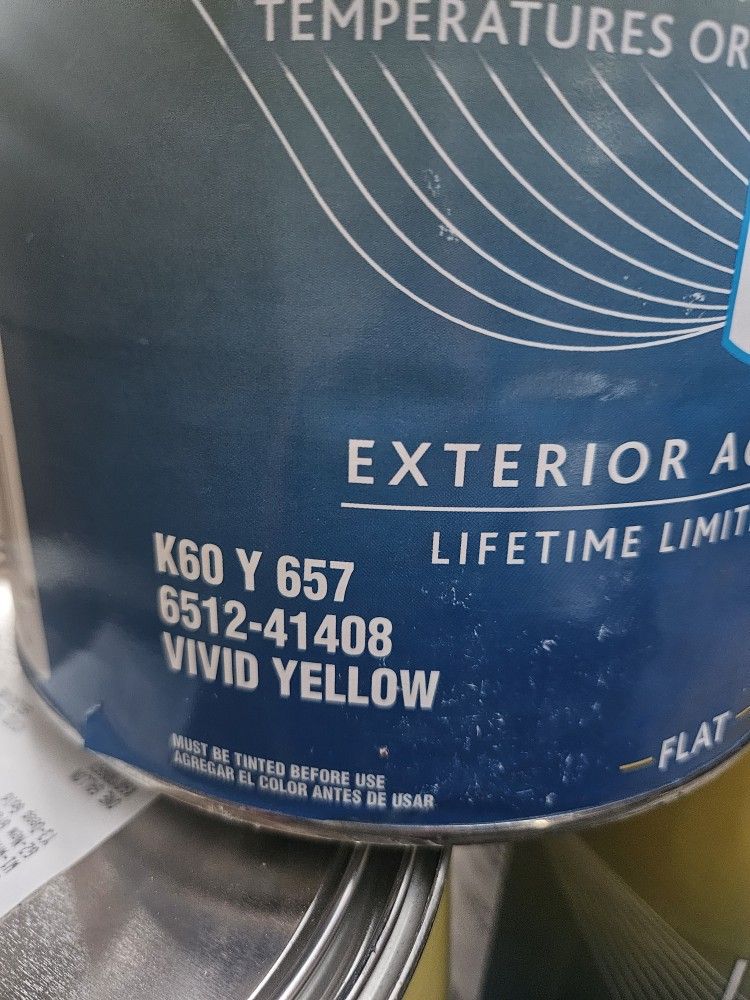 TEMPERATURES OR
EXTERIOR
LIFETIME
K60 Y 657
6512-41408
VIVID YELLOW
MUST BE TINTED BEFORE USE
AGREGAR EL COLOR ANTES DE USAR
FLAT